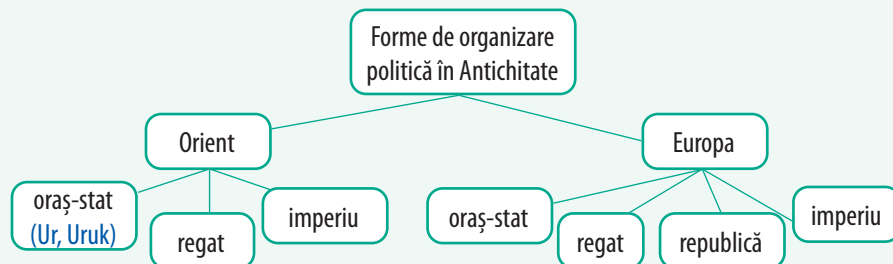 Forme de organizare
politică în Antichitate
Orient
Europa
oraș-stat
(Ur, Uruk)
regat
imperiu
oraș-stat
regat
republică
imperiu